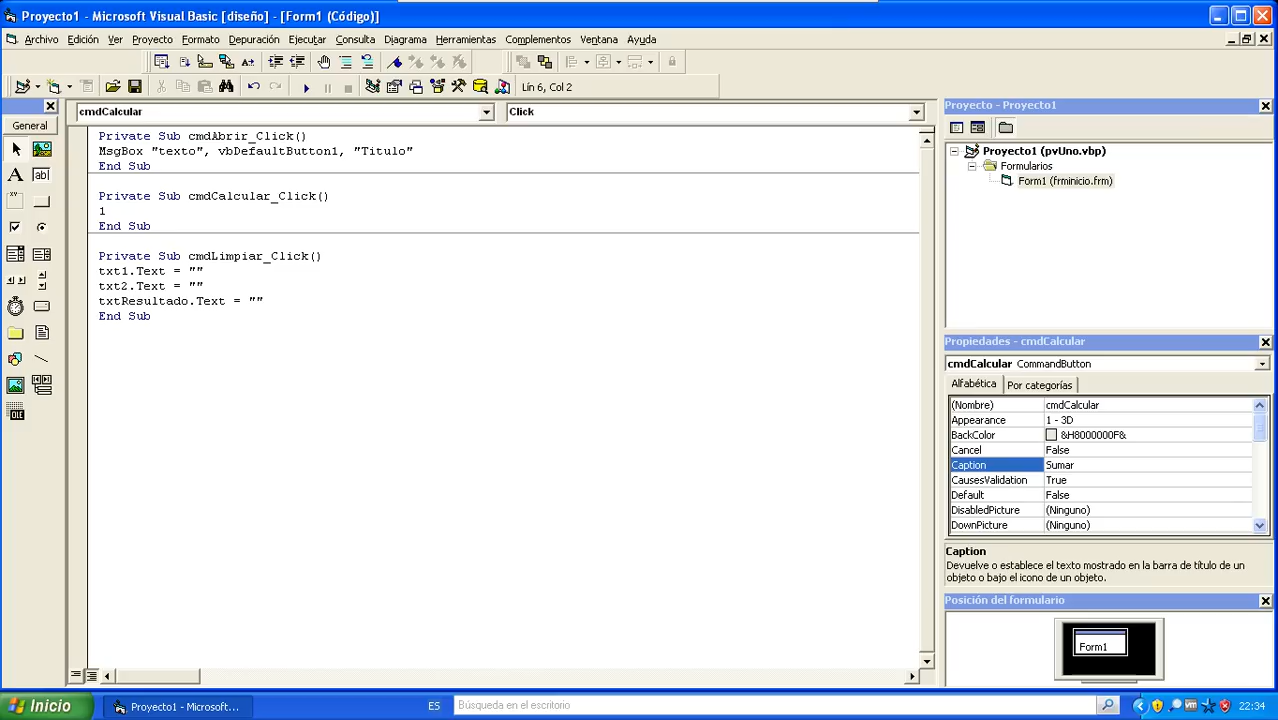 Proyecto1 - Microsoft Visual Basic [diseño] - [Form1 (Código)]
Archivo Edición Ver Proyecto Formato Depuración Ejecutar Consulta Diagrama Herramientas Complementos Ventana Ayuda
Lín 6, Col 2
General
cmdCalcular
Click
Private Sub cmdAbrir_Click()
MsgBox "texto", vbDefaultButton1, "Titulo"
End Sub
Private Sub cmdCalcular_Click()
1
End Sub
Private Sub cmdLimpiar_Click()
txt1.Text = ""
txt2.Text = ""
txtResultado.Text = ""
End Sub
Proyecto - Proyecto1
Proyecto1 (pvUno.vbp)
Formularios
Form1 (frminicio.frm)
Propiedades - cmdCalcular
cmdCalcular CommandButton
Alfabética Por categorías
(Nombre) cmdCalcular
Appearance 1 - 3D
BackColor &H8000000F&
Cancel False
Caption Sumar
CausesValidation True
Default False
DisabledPicture (Ninguno)
DownPicture (Ninguno)
Caption
Devuelve o establece el texto mostrado en la barra de título de un
objeto o bajo el icono de un objeto.
Posición del formulario
Form1
Inicio
Proyecto1 - Microsoft...
ES
Búsqueda en el escritorio
22:34